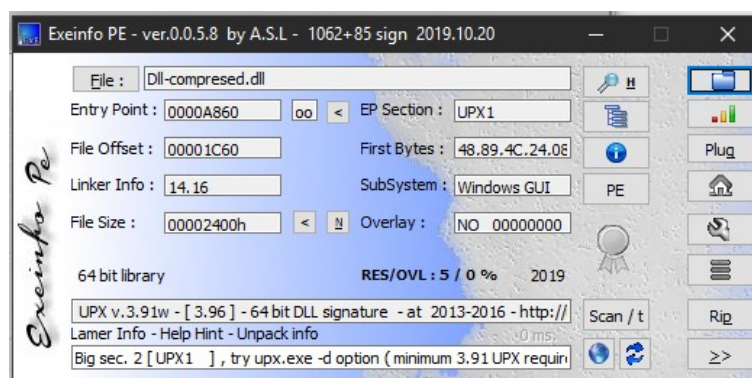 Exeinfo PE - ver.0.0.5.8 by A.S.L - 1062+85 sign 2019.10.20
File : Dll-compresed.dll H
Entry Point : 0000A860 oo < EP Section : UPX1
File Offset : 00001C60 First Bytes : 48.89.4C.24.08 Plug
Linker Info : 14.16 SubSystem : Windows GUI PE
File Size : 00002400h < N Overlay : NO 00000000
Exeinfo Pe
64 bit library RES/OVL : 5 / 0 % 2019
UPX v.3.91w - [ 3.96 ] - 64 bit DLL signature - at 2013-2016 - http:// Scan / t Rip
Lamer Info - Help Hint - Unpack info 0 ms.
Big sec. 2 [ UPX1 ] , try upx.exe -d option ( minimum 3.91 UPX requir >>